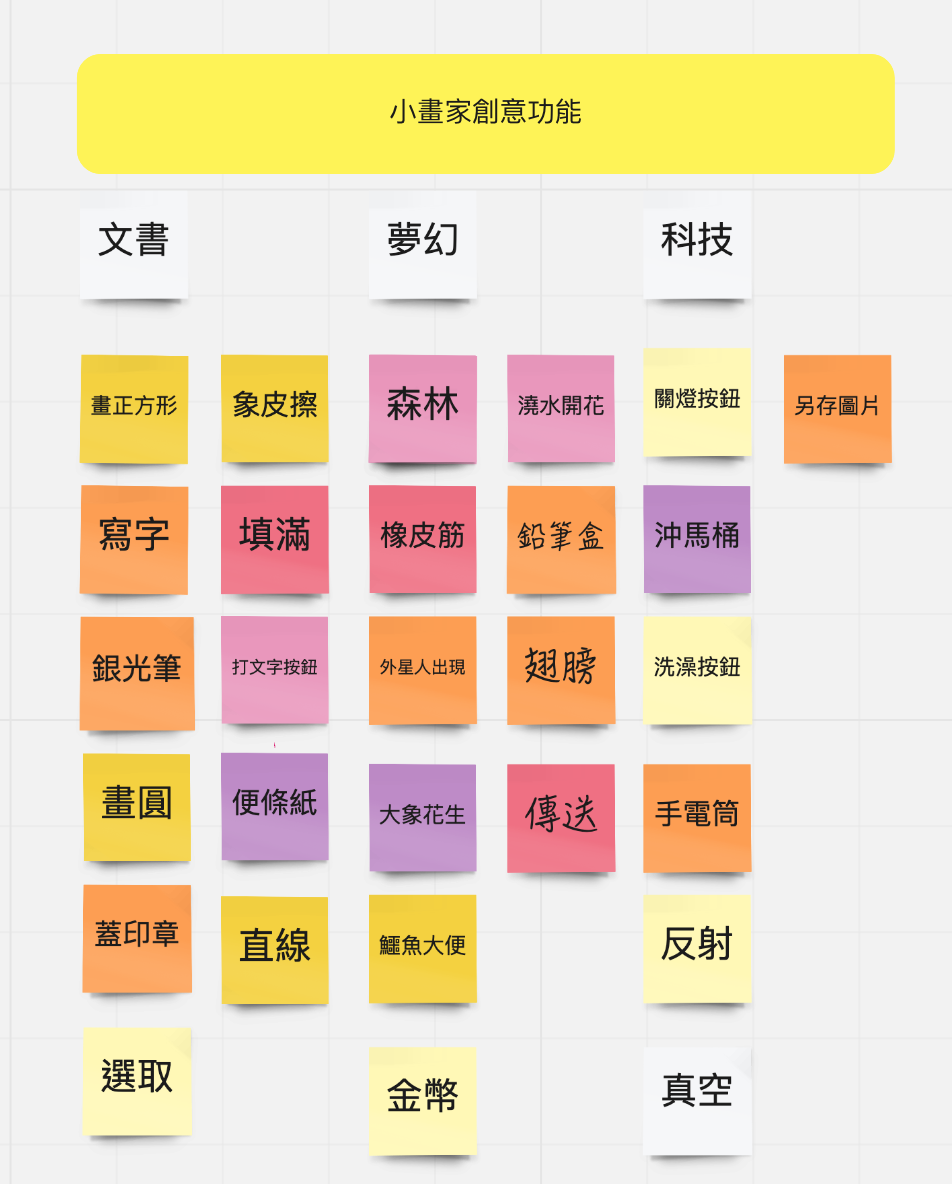 小畫家創意功能
文書
夢幻
科技
畫正方形
象皮擦
森林
澆水開花
關燈按鈕
另存圖片
寫字
填滿
橡皮筋
鉛筆盒
沖馬桶
銀光筆
打文字按鈕
外星人出現
翅膀
洗澡按鈕
畫圓
便條紙
大象花生
傳送
手電筒
蓋印章
直線
鱷魚大便
反射
選取
金幣
真空